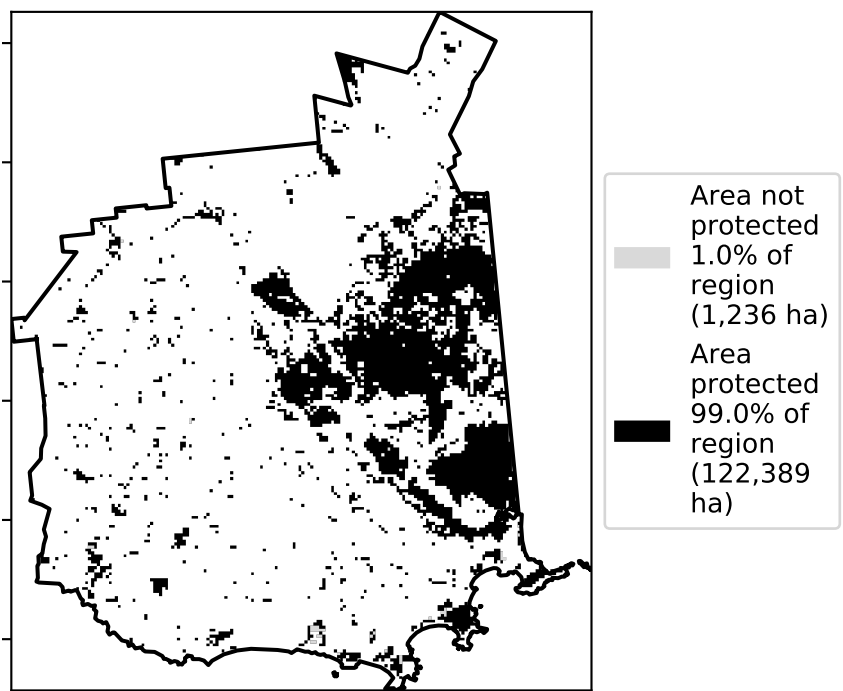 Area not
protected
1.0% of
region
(1,236 ha)
Area
protected
99.0% of
region
(122,389
ha)